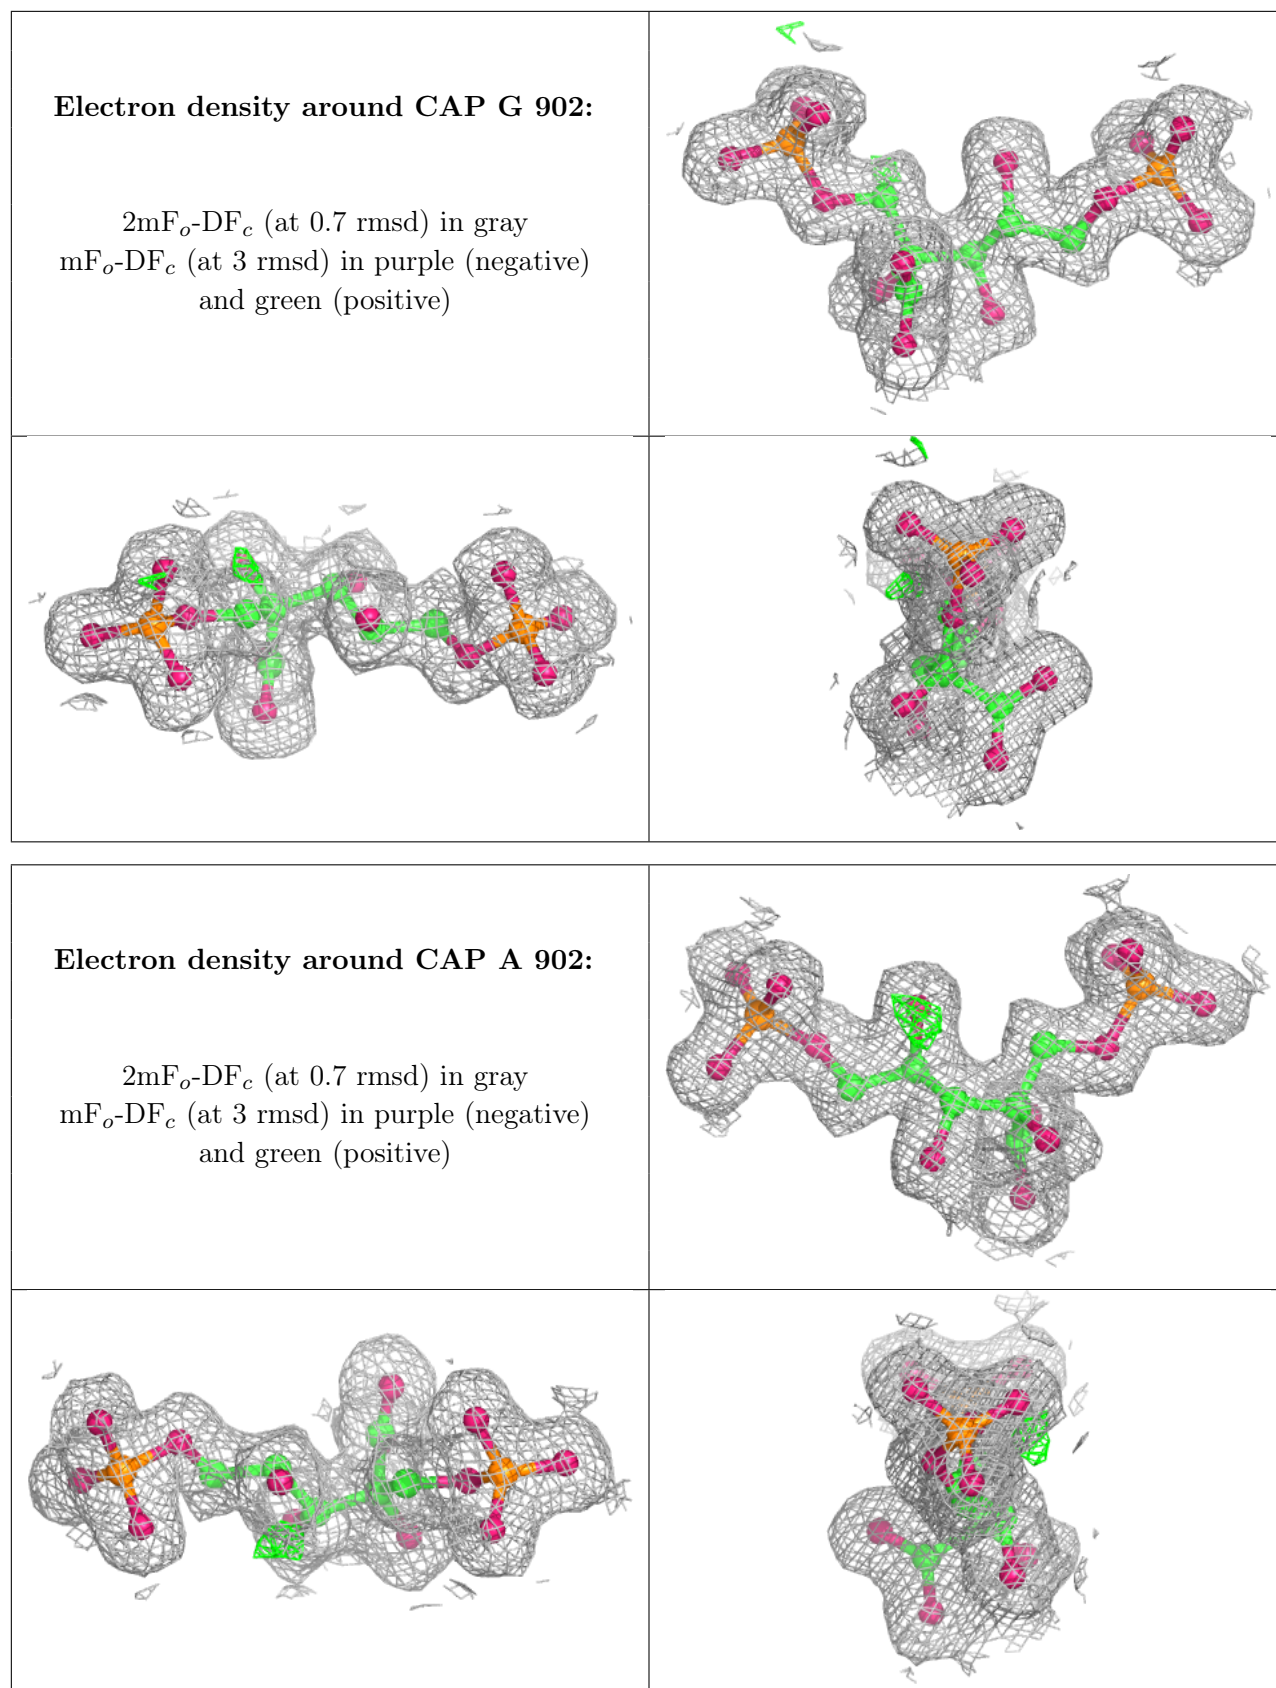 Electron density around CAP G 902:
2mFo-DFc (at 0.7 rmsd) in gray
mFo-DFc (at 3 rmsd) in purple (negative)
and green (positive)
Electron density around CAP A 902:
2mFo-DFc (at 0.7 rmsd) in gray
mFo-DFc (at 3 rmsd) in purple (negative)
and green (positive)